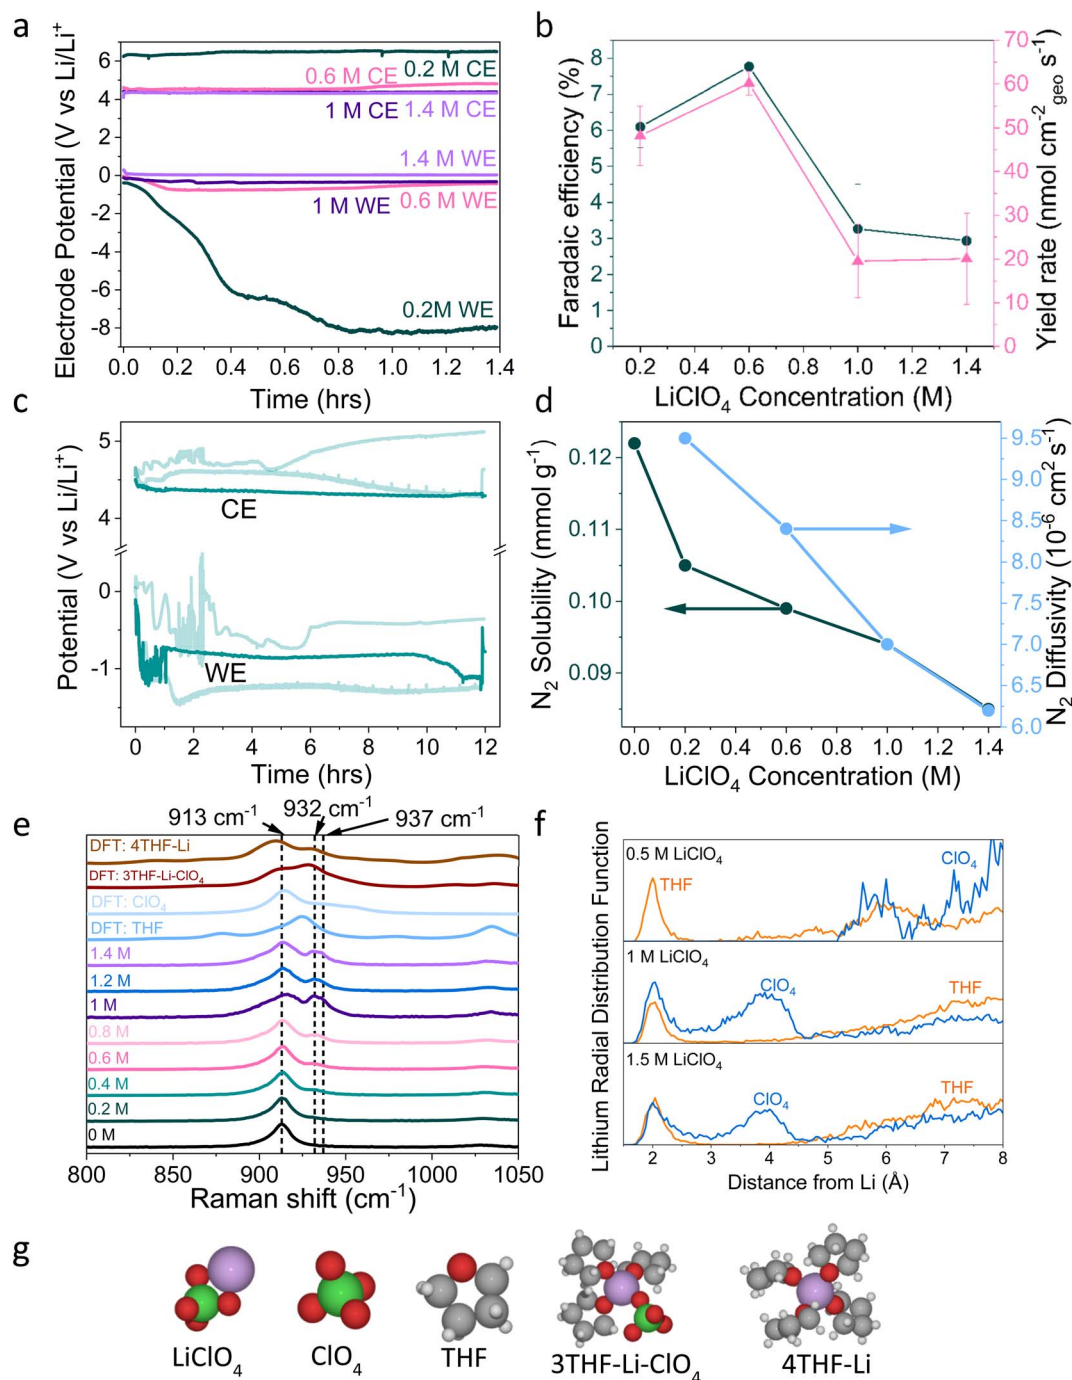 a
Electrode Potential (V vs Li/Li⁺)
6
4
2
0
-2
-4
-6
-8
0.6 M CE
0.2 M CE
1 M CE
1.4 M CE
1.4 M WE
1 M WE
0.6 M WE
0.2M WE
0.0 0.2 0.4 0.6 0.8 1.0 1.2 1.4
Time (hrs)
b
Faradaic efficiency (%)
8
7
6
5
4
3
2
1
0
70
60
50
40
30
20
10
0
Yield rate (nmol cm⁻² geo s⁻¹)
0.2 0.4 0.6 0.8 1.0 1.2 1.4
LiClO₄ Concentration (M)
c
Potential (V vs Li/Li⁺)
5
4
0
-1
CE
WE
0 2 4 6 8 10 12
Time (hrs)
d
N₂ Solubility (mmol g⁻¹)
0.12
0.11
0.10
0.09
9.5
9.0
8.5
8.0
7.5
7.0
6.5
6.0
N₂ Diffusivity (10⁻⁶ cm² s⁻¹)
0.0 0.2 0.4 0.6 0.8 1.0 1.2 1.4
LiClO₄ Concentration (M)
e
913 cm⁻¹
932 cm⁻¹
937 cm⁻¹
DFT: 4THF-Li
DFT: 3THF-Li-ClO₄
DFT: ClO₄
DFT: THF
1.4 M
1.2 M
1 M
0.8 M
0.6 M
0.4 M
0.2 M
0 M
800 850 900 950 1000 1050
Raman shift (cm⁻¹)
f
Lithium Radial Distribution Function
0.5 M LiClO₄
THF
ClO₄
1 M LiClO₄
ClO₄
THF
1.5 M LiClO₄
ClO₄
THF
2 3 4 5 6 7 8
Distance from Li (Å)
g
LiClO₄
ClO₄
THF
3THF-Li-ClO₄
4THF-Li